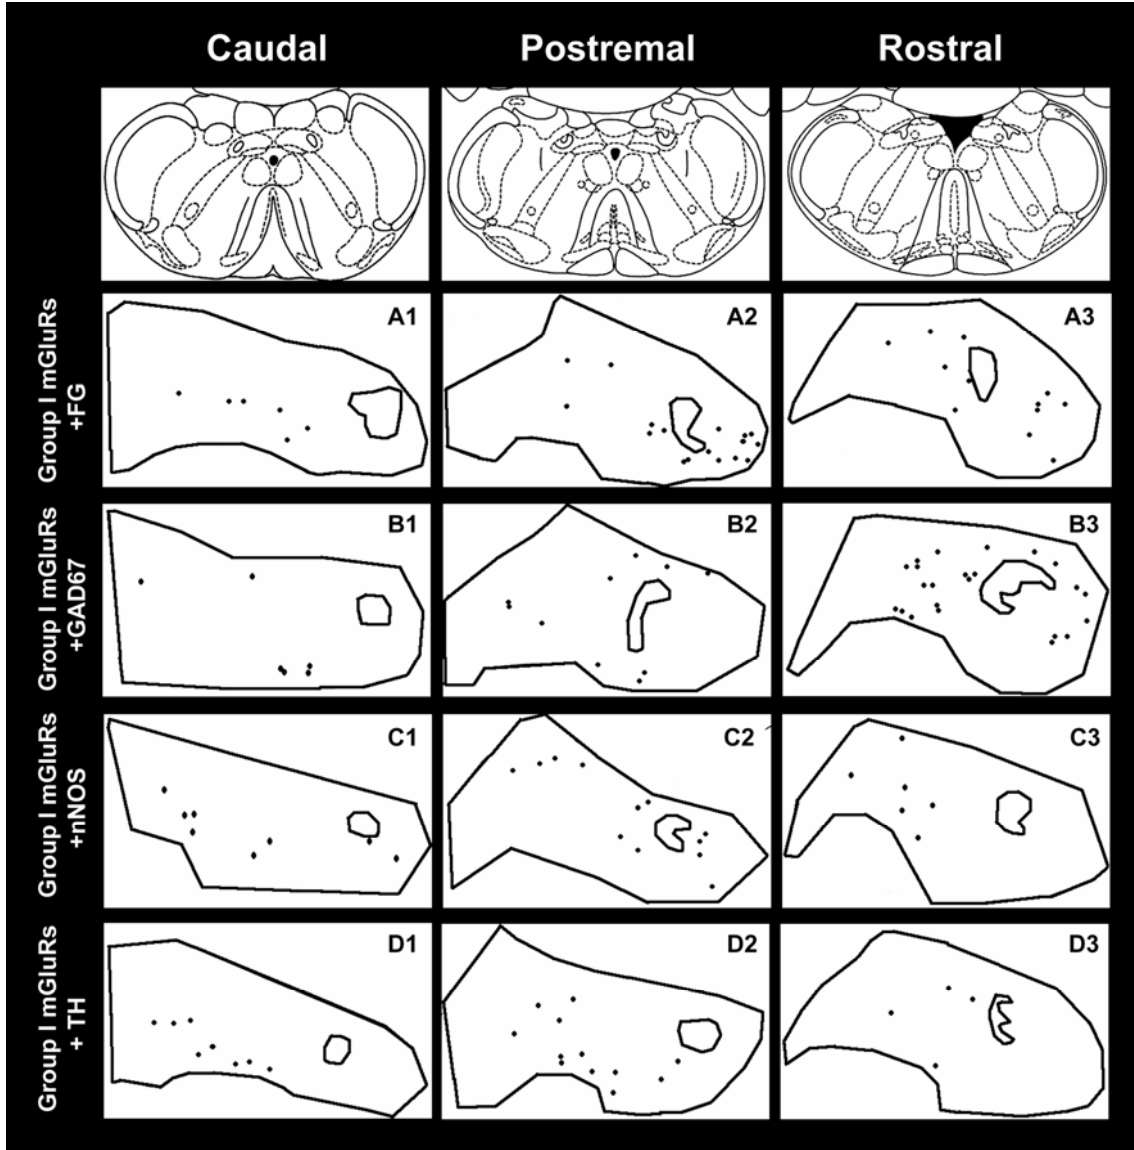 Caudal Postremal Rostral
Group I mGluRs
+FG
A1 A2 A3
Group I mGluRs
+GAD67
B1 B2 B3
Group I mGluRs
+nNOS
C1 C2 C3
Group I mGluRs
+ TH
D1 D2 D3